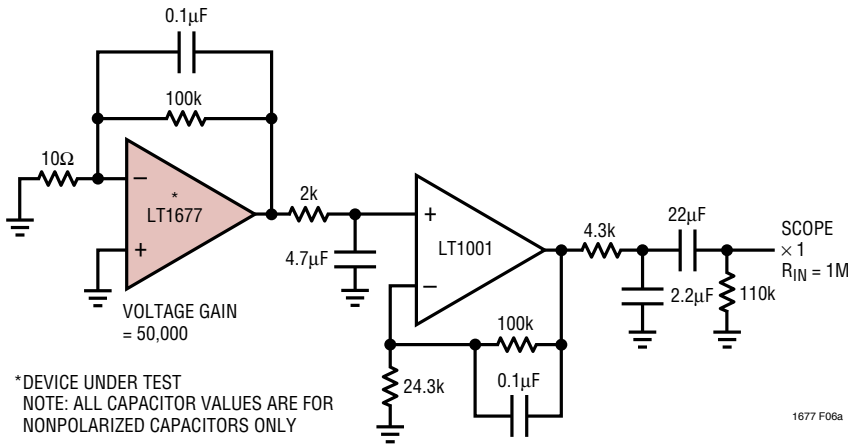 0.1µF
100k
10Ω
−
*
LT1677
+
2k
4.7µF
VOLTAGE GAIN
= 50,000
+
LT1001
−
4.3k
22µF
SCOPE
× 1
R_IN = 1M
2.2µF
110k
100k
24.3k
0.1µF
*DEVICE UNDER TEST
NOTE: ALL CAPACITOR VALUES ARE FOR
NONPOLARIZED CAPACITORS ONLY
1677 F06a